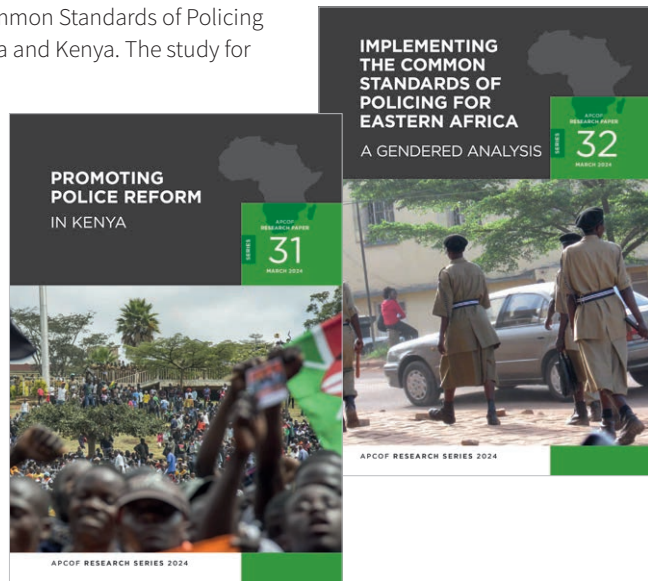 mmon Standards of Policing
a and Kenya. The study for
PROMOTING
POLICE REFORM
IN KENYA
APCOF
RESEARCH PAPER
SERIES
31
MARCH 2024
APCOF RESEARCH SERIES 2024
IMPLEMENTING
THE COMMON
STANDARDS OF
POLICING FOR
EASTERN AFRICA
A GENDERED ANALYSIS
APCOF
RESEARCH PAPER
SERIES
32
MARCH 2024
APCOF RESEARCH SERIES 2024